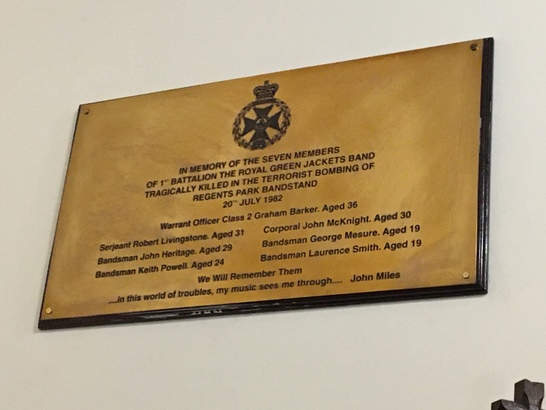 IN MEMORY OF THE SEVEN MEMBERS
OF 1ST BATTALION THE ROYAL GREEN JACKETS BAND
TRAGICALLY KILLED IN THE TERRORIST BOMBING OF
REGENTS PARK BANDSTAND
20TH JULY 1982
Warrant Officer Class 2 Graham Barker. Aged 36
Serjeant Robert Livingstone. Aged 31 Corporal John McKnight. Aged 30
Bandsman John Heritage. Aged 29 Bandsman George Mesure. Aged 19
Bandsman Keith Powell. Aged 24 Bandsman Laurence Smith. Aged 19
We Will Remember Them
....in this world of troubles, my music sees me through.... John Miles